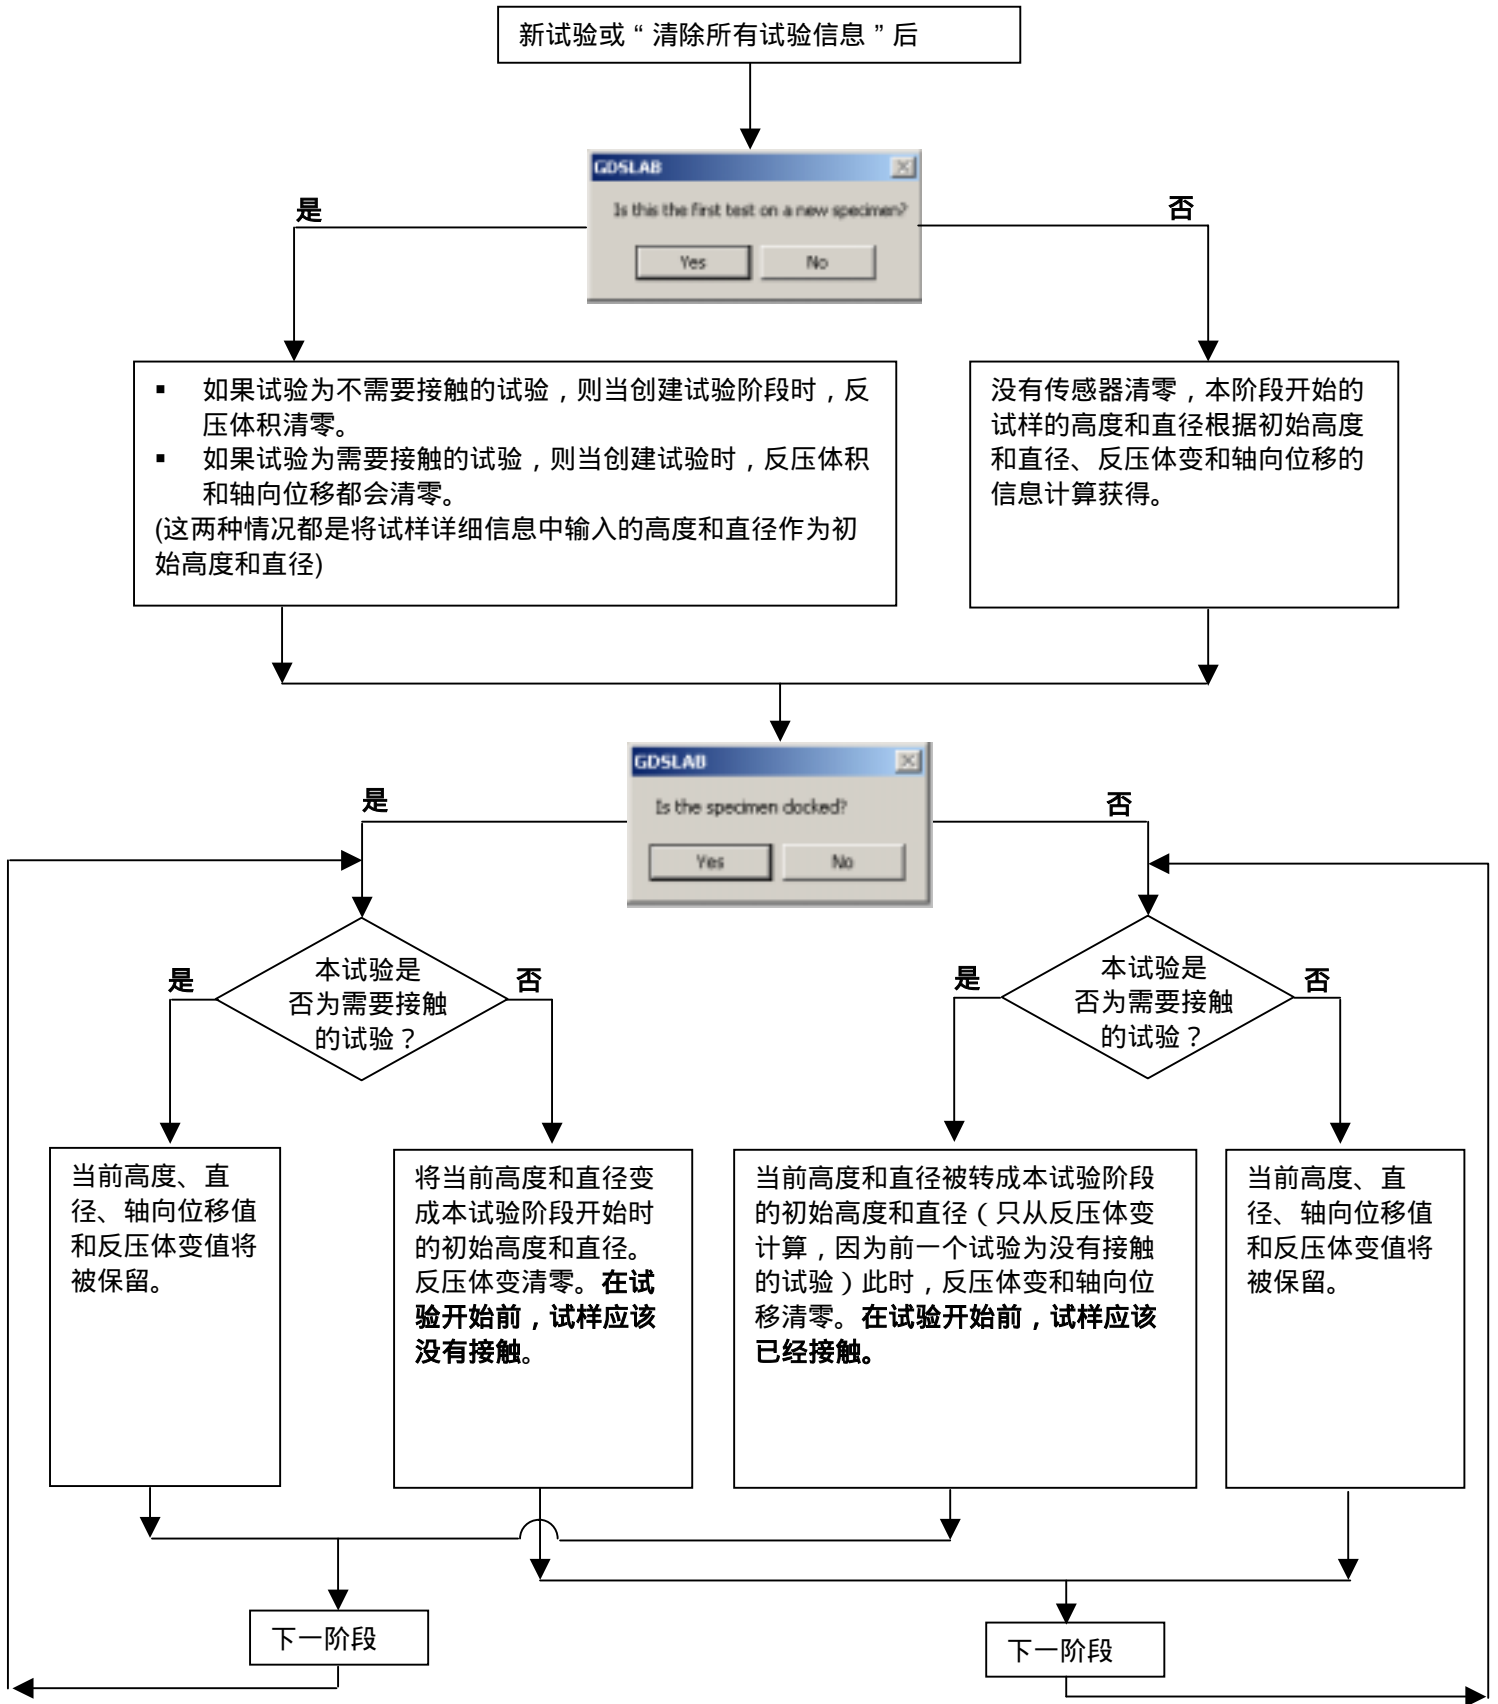 新试验或“清除所有试验信息”后
GDSLAB
Is this the first test on a new specimen?
Yes
No
是
否
▪ 如果试验为不需要接触的试验，则当创建试验阶段时，反
压体积清零。
▪ 如果试验为需要接触的试验，则当创建试验时，反压体积
和轴向位移都会清零。
(这两种情况都是将试样详细信息中输入的高度和直径作为初
始高度和直径)
没有传感器清零，本阶段开始的
试样的高度和直径根据初始高度
和直径、反压体变和轴向位移的
信息计算获得。
GDSLAB
Is the specimen docked?
Yes
No
是
否
本试验是
否为需要接触
的试验？
是
否
本试验是
否为需要接触
的试验？
是
否
当前高度、直
径、轴向位移值
和反压体变值将
被保留。
将当前高度和直径变
成本试验阶段开始时
的初始高度和直径。
反压体变清零。在试
验开始前，试样应该
没有接触。
当前高度和直径被转成本试验阶段
的初始高度和直径（只从反压体变
计算，因为前一个试验为没有接触
的试验）此时，反压体变和轴向位
移清零。在试验开始前，试样应该
已经接触。
当前高度、直
径、轴向位移值
和反压体变值将
被保留。
下一阶段
下一阶段